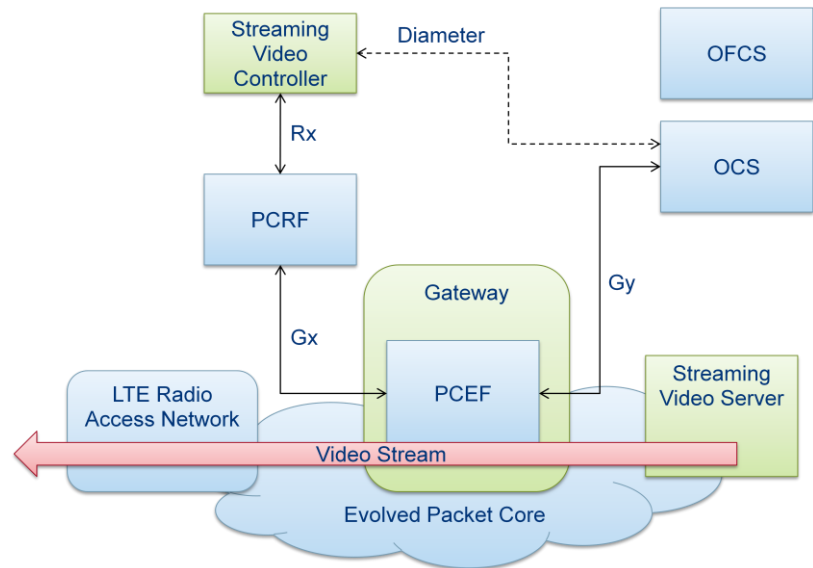 Streaming
Video
Controller
Diameter
OFCS
Rx
OCS
PCRF
Gateway
Gy
Gx
PCEF
LTE Radio
Access Network
Streaming
Video Server
Video Stream
Evolved Packet Core